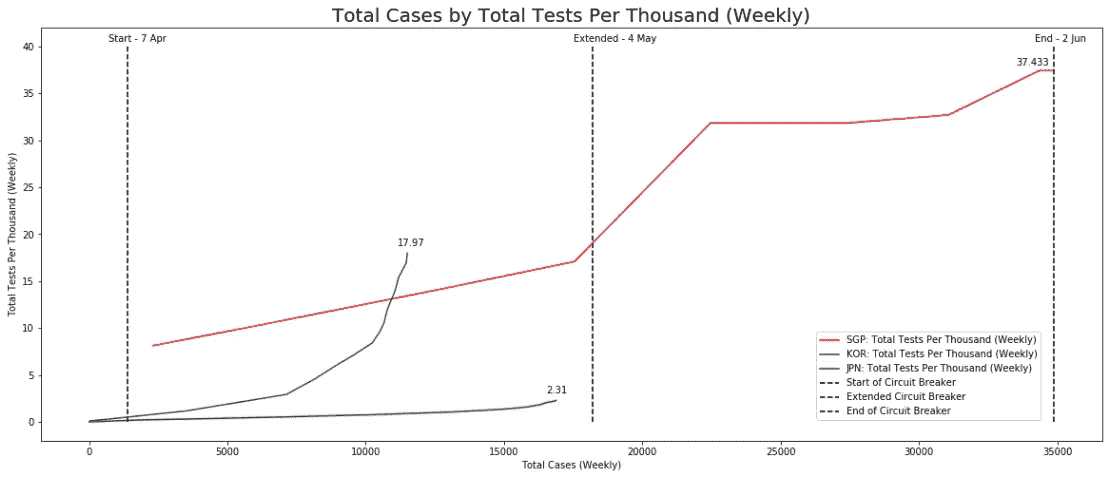 Total Cases by Total Tests Per Thousand (Weekly)
Start - 7 Apr
Extended - 4 May
End - 2 Jun
40
35
30
25
20
15
10
5
0
Total Tests Per Thousand (Weekly)
37.433
17.97
2.31
SGP: Total Tests Per Thousand (Weekly)
KOR: Total Tests Per Thousand (Weekly)
JPN: Total Tests Per Thousand (Weekly)
Start of Circuit Breaker
Extended Circuit Breaker
End of Circuit Breaker
0 5000 10000 15000 20000 25000 30000 35000
Total Cases (Weekly)